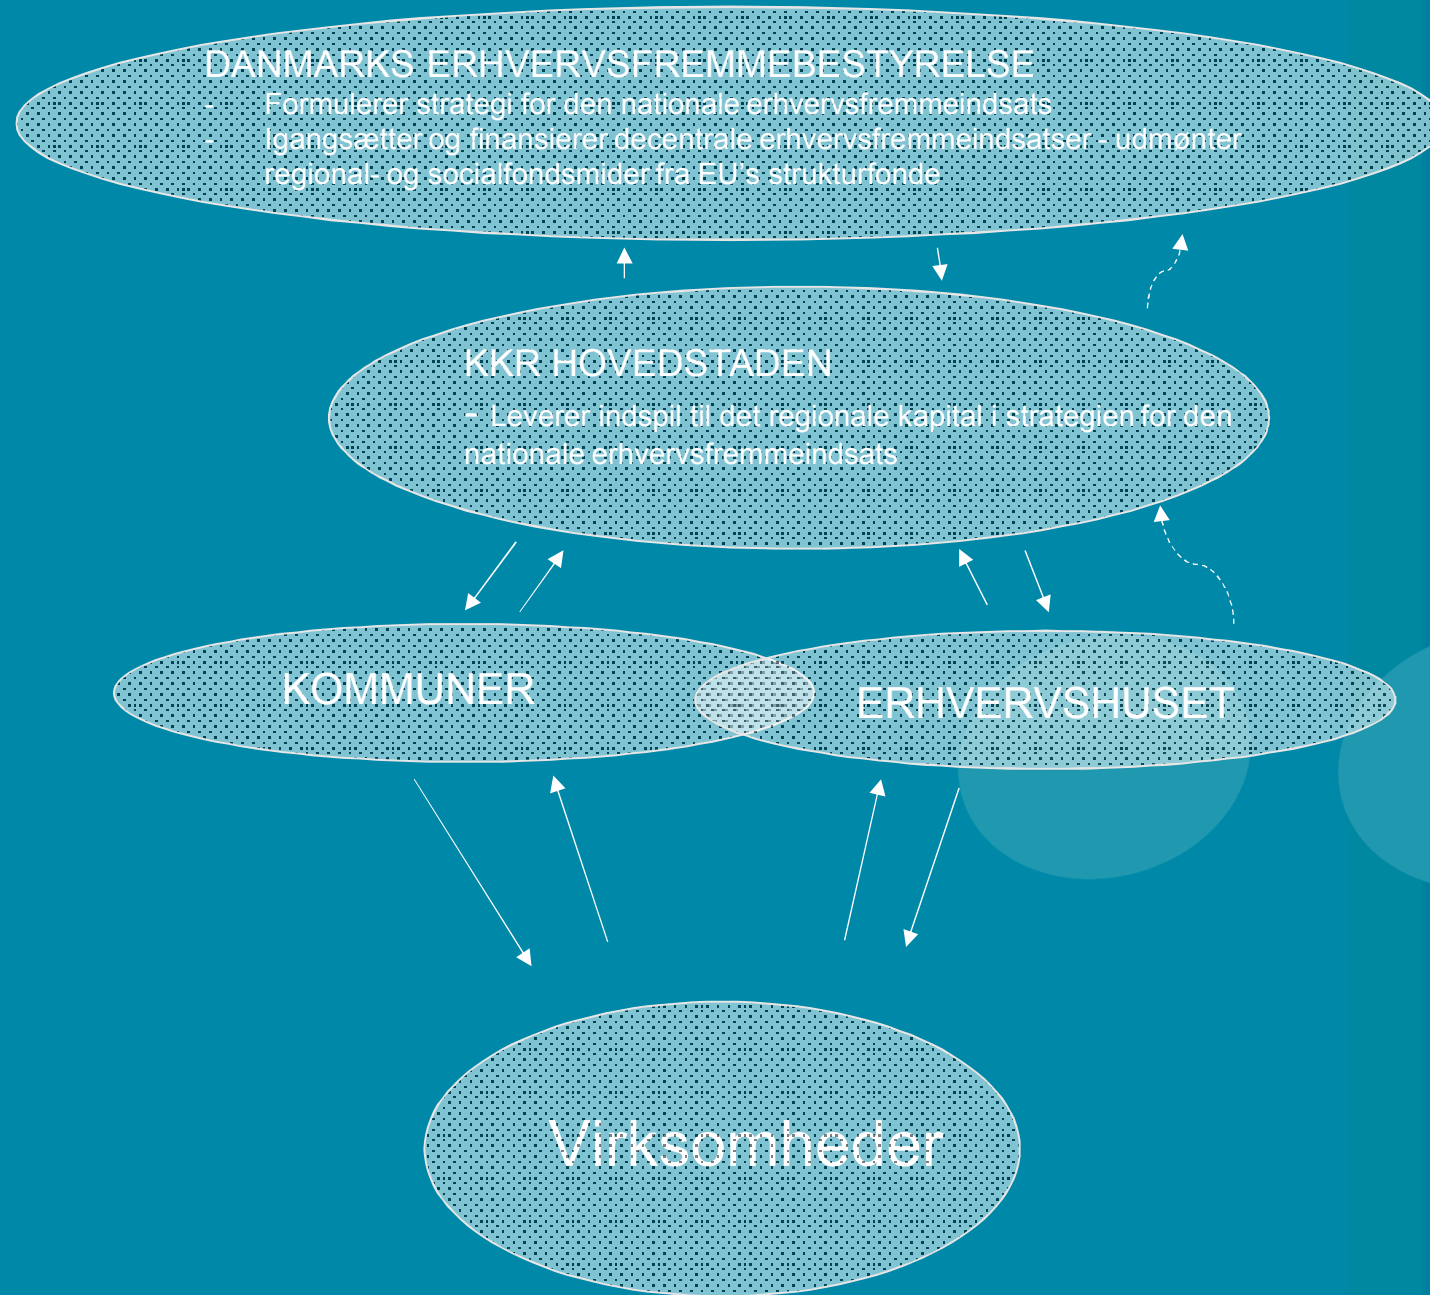 DANMARKS ERHVERVSFREMMEBESTYRELSE
- Formulerer strategi for den nationale erhvervsfremmeindsats
- Igangsætter og finansierer decentrale erhvervsfremmeindsatser - udmønter
regional- og socialfondsmider fra EU's strukturfonde
KKR HOVEDSTADEN
- Leverer indspil til det regionale kapital i strategien for den
nationale erhvervsfremmeindsats
KOMMUNER
ERHVERVSHUSET
Virksomheder